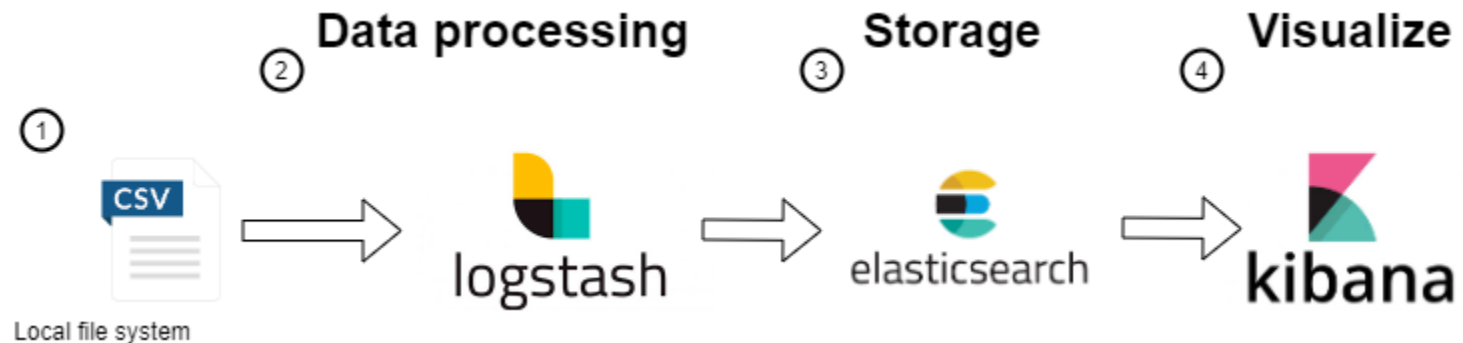 Data processing
Storage
Visualize
2
3
4
1
CSV
logstash
elasticsearch
kibana
Local file system